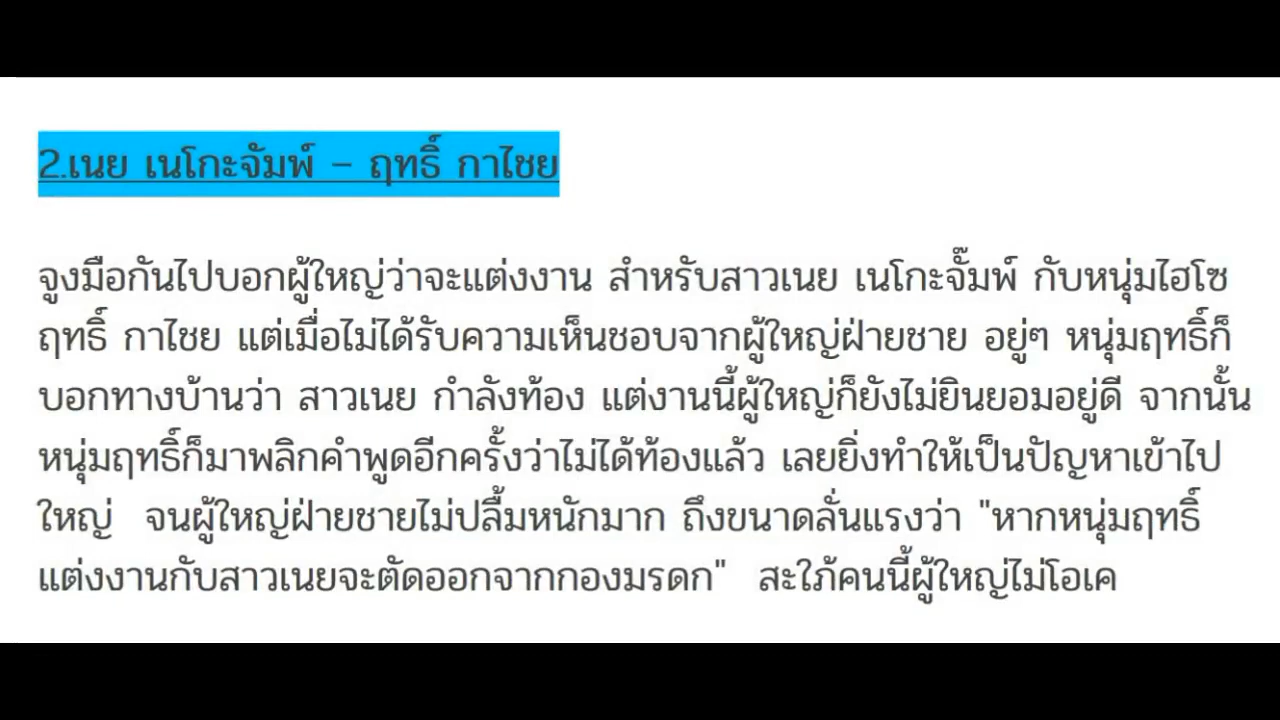 2.เนย เนโกะจัมพ์ – ฤทธิ์ กาไชย
จูงมือกันไปบอกผู้ใหญ่ว่าจะแต่งงาน สำหรับสาวเนย เนโกะจั๊มพ์ กับหนุ่มไฮโซ
ฤทธิ์ กาไชย แต่เมื่อไม่ได้รับความเห็นชอบจากผู้ใหญ่ฝ่ายชาย อยู่ๆ หนุ่มฤทธิ์ก็
บอกทางบ้านว่า สาวเนย กำลังท้อง แต่งานนี้ผู้ใหญ่ก็ยังไม่ยินยอมอยู่ดี จากนั้น
หนุ่มฤทธิ์ก็มาพลิกคำพูดอีกครั้งว่าไม่ได้ท้องแล้ว เลยยิ่งทำให้เป็นปัญหาเข้าไป
ใหญ่ จนผู้ใหญ่ฝ่ายชายไม่ปลื้มหนักมาก ถึงขนาดลั่นแรงว่า "หากหนุ่มฤทธิ์
แต่งงานกับสาวเนยจะตัดออกจากกองมรดก" สะใภ้คนนี้ผู้ใหญ่ไม่โอเค